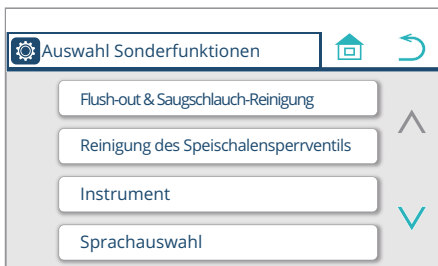 Auswahl Sonderfunktionen
Flush-out & Saugschlauch-Reinigung
Reinigung des Speischalensperrventils
Instrument
Sprachauswahl